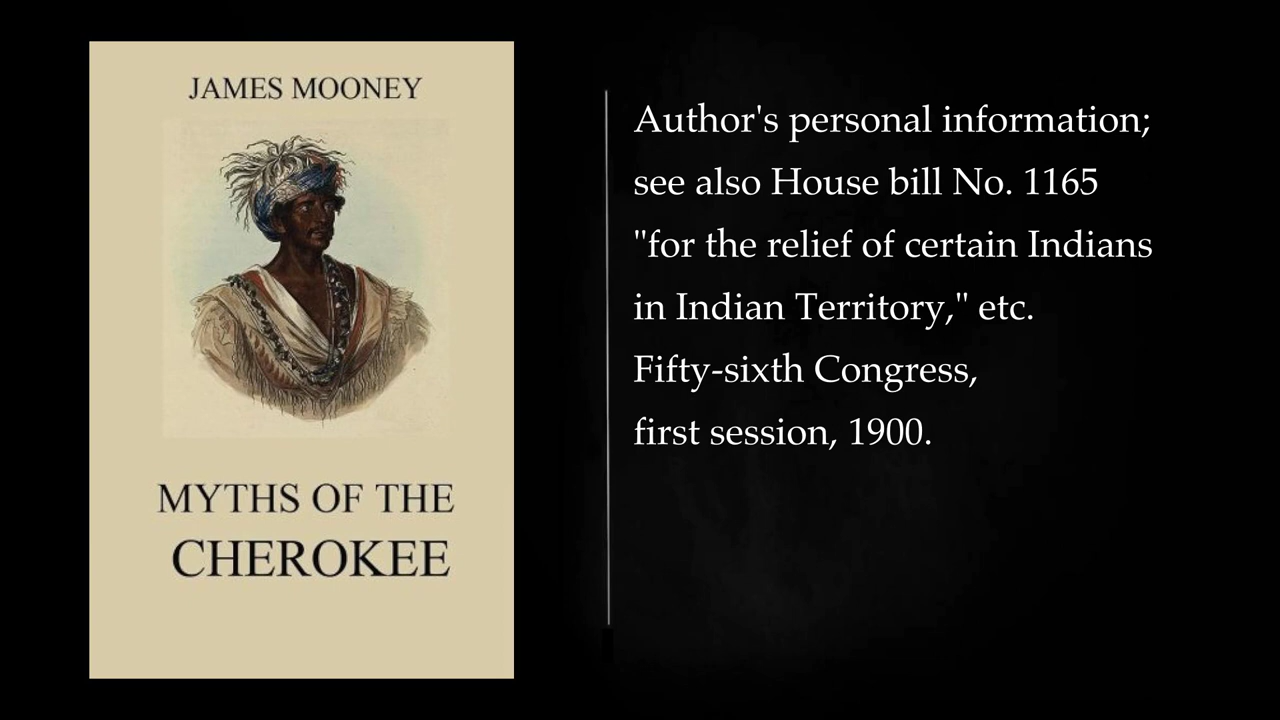 JAMES MOONEY
MYTHS OF THE
CHEROKEE
Author's personal information;
see also House bill No. 1165
"for the relief of certain Indians
in Indian Territory," etc.
Fifty-sixth Congress,
first session, 1900.